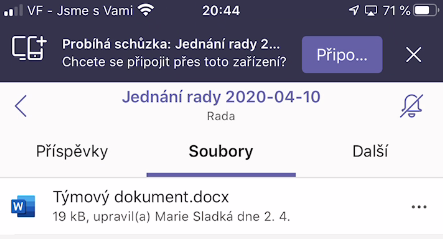 VF - Jsme s Vami 20:44 71 %
Probíhá schůzka: Jednání rady 2...
Chcete se připojit přes toto zařízení?
Připo...
Jednání rady 2020-04-10
Rada
Příspěvky Soubory Další
W Týmový dokument.docx
19 kB, upravil(a) Marie Sladká dne 2. 4.